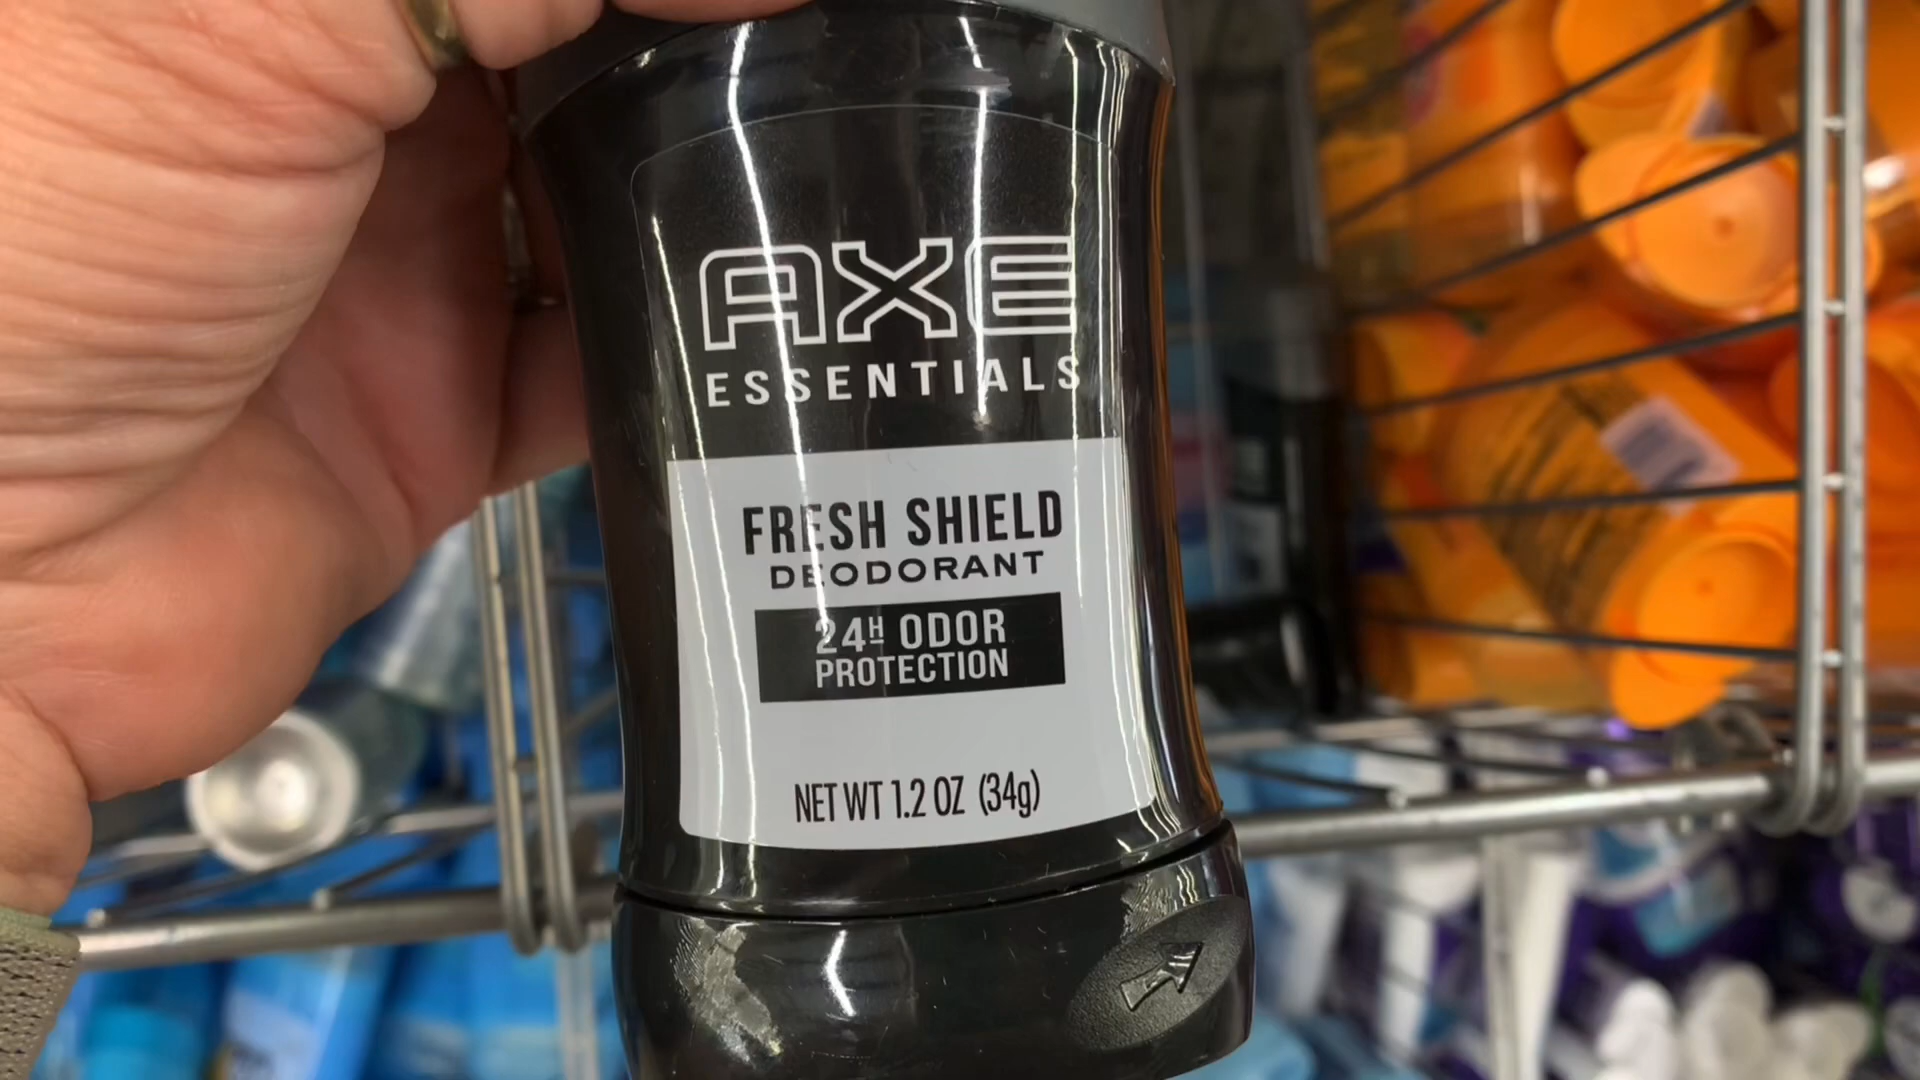 AXE
ESSENTIALS
FRESH SHIELD
DEODORANT
24H ODOR
PROTECTION
NET WT 1.2 OZ (34g)